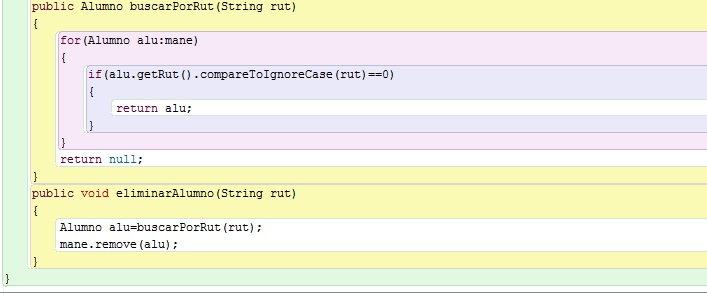 public Alumno buscarPorRut(String rut)
{
for(Alumno alu:mane)
{
if(alu.getRut().compareToIgnoreCase(rut)==0)
{
return alu;
}
}
return null;
}
public void eliminarAlumno(String rut)
{
Alumno alu=buscarPorRut(rut);
mane.remove(alu);
}
}